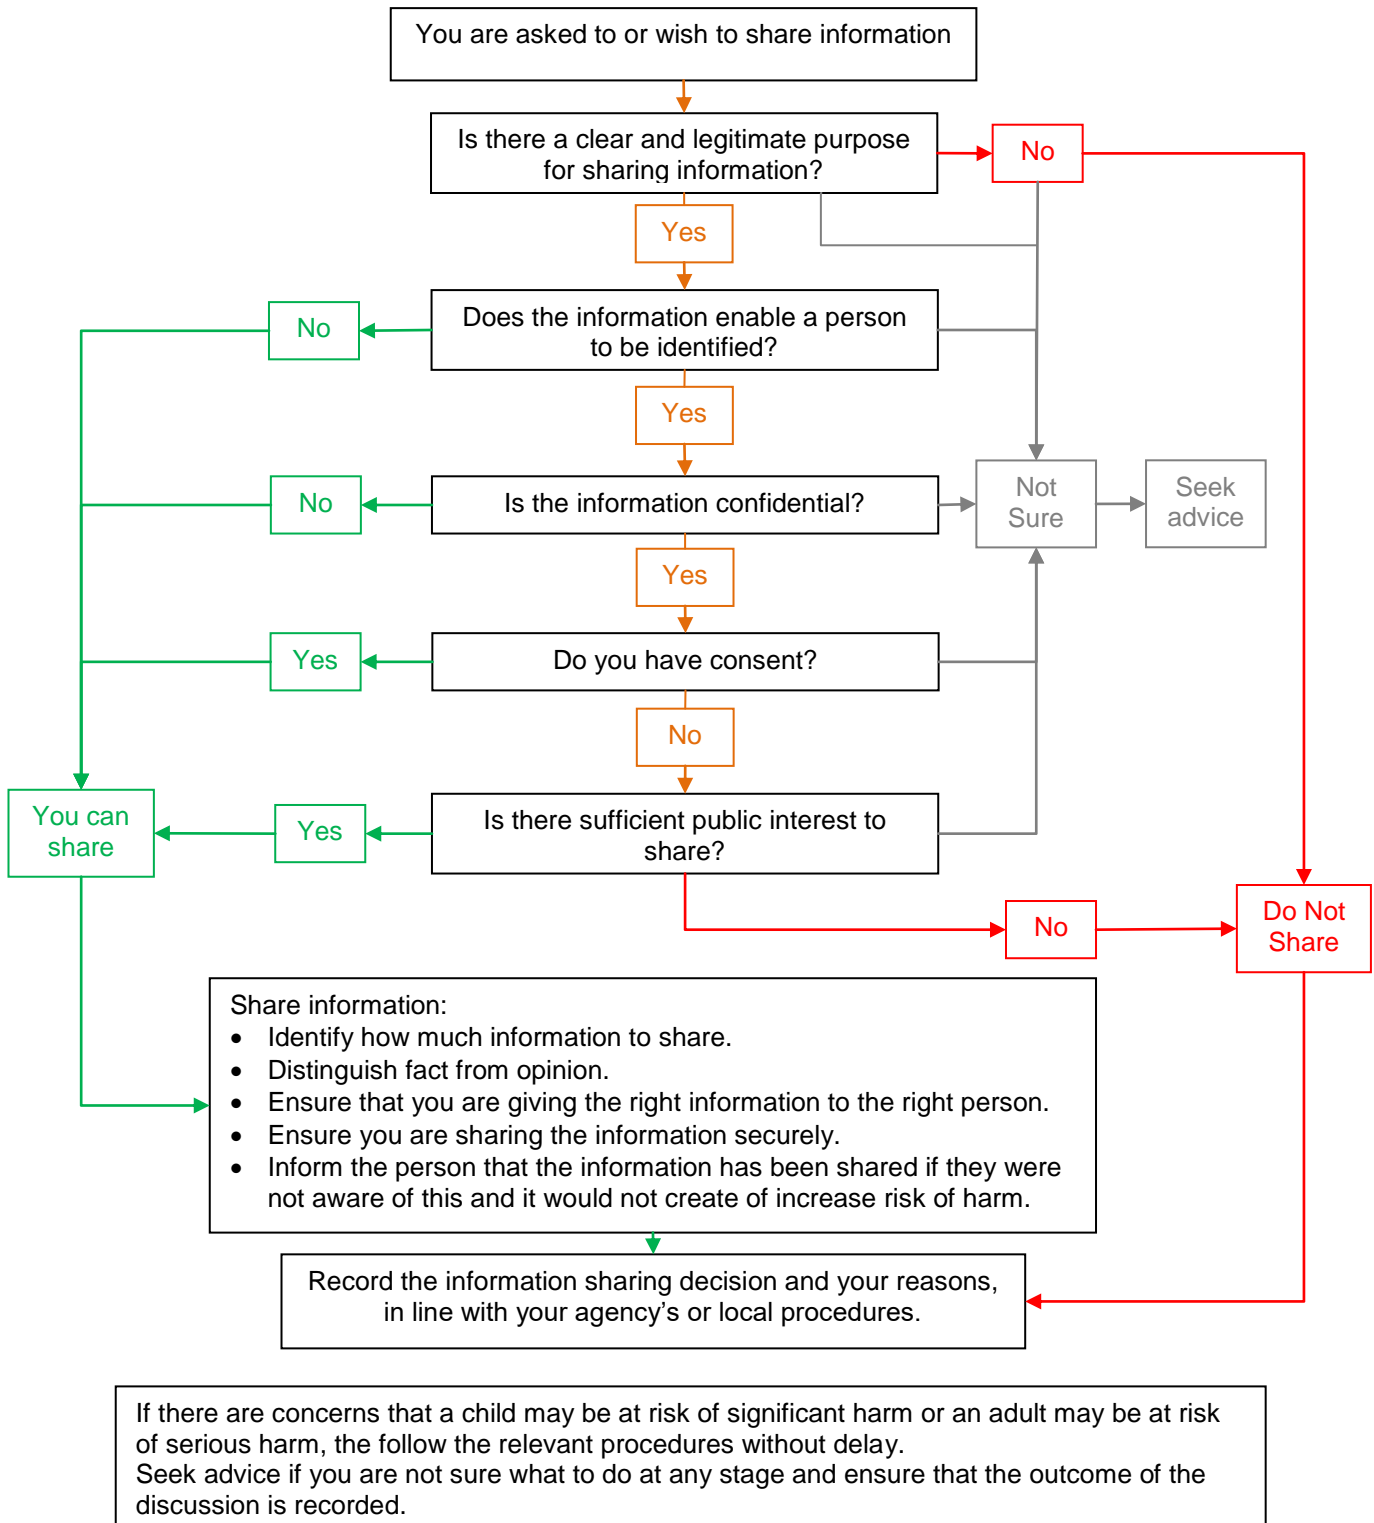 You are asked to or wish to share information
Is there a clear and legitimate purpose
for sharing information?
No
Yes
Does the information enable a person
to be identified?
No
Yes
Is the information confidential?
No
Not
Sure
Seek
advice
Yes
Do you have consent?
Yes
No
Is there sufficient public interest to
share?
Yes
You can
share
No
Do Not
Share
Share information:
• Identify how much information to share.
• Distinguish fact from opinion.
• Ensure that you are giving the right information to the right person.
• Ensure you are sharing the information securely.
• Inform the person that the information has been shared if they were
not aware of this and it would not create of increase risk of harm.
Record the information sharing decision and your reasons,
in line with your agency’s or local procedures.
If there are concerns that a child may be at risk of significant harm or an adult may be at risk
of serious harm, the follow the relevant procedures without delay.
Seek advice if you are not sure what to do at any stage and ensure that the outcome of the
discussion is recorded.